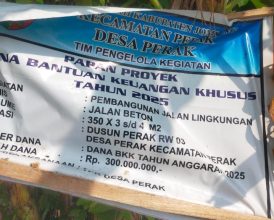 KABUPATEN
KECAMATAN PERAK
DESA PERAK
TIM PENGELOLA KEGIATAN
PAPAN PROYEK
NA BANTUAN KEUANGAN KHUSUS
TAHUN 2025
: PEMBANGUNAN JALAN LINGKUNGAN
JALAN BETON
: 350 X 3 s/d 4 M2
: DUSUN PERAK RW 03
DESA PERAK KECAMATAN PERAK
: DANA BKK TAHUN ANGGARAN 2025
: Rp. 300.000.000,-
DESA PERAK